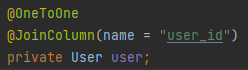 @OneToOne
@JoinColumn(name = "user_id")
private User user;